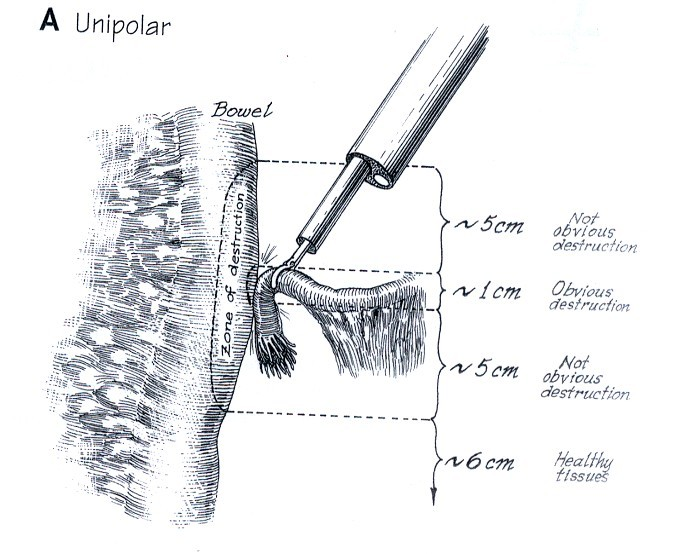 A Unipolar
Bowel
zone of destruction
~5cm
Not
obvious
destruction
~1cm
Obvious
destruction
~5cm
Not
obvious
destruction
~6cm
Healthy
tissues